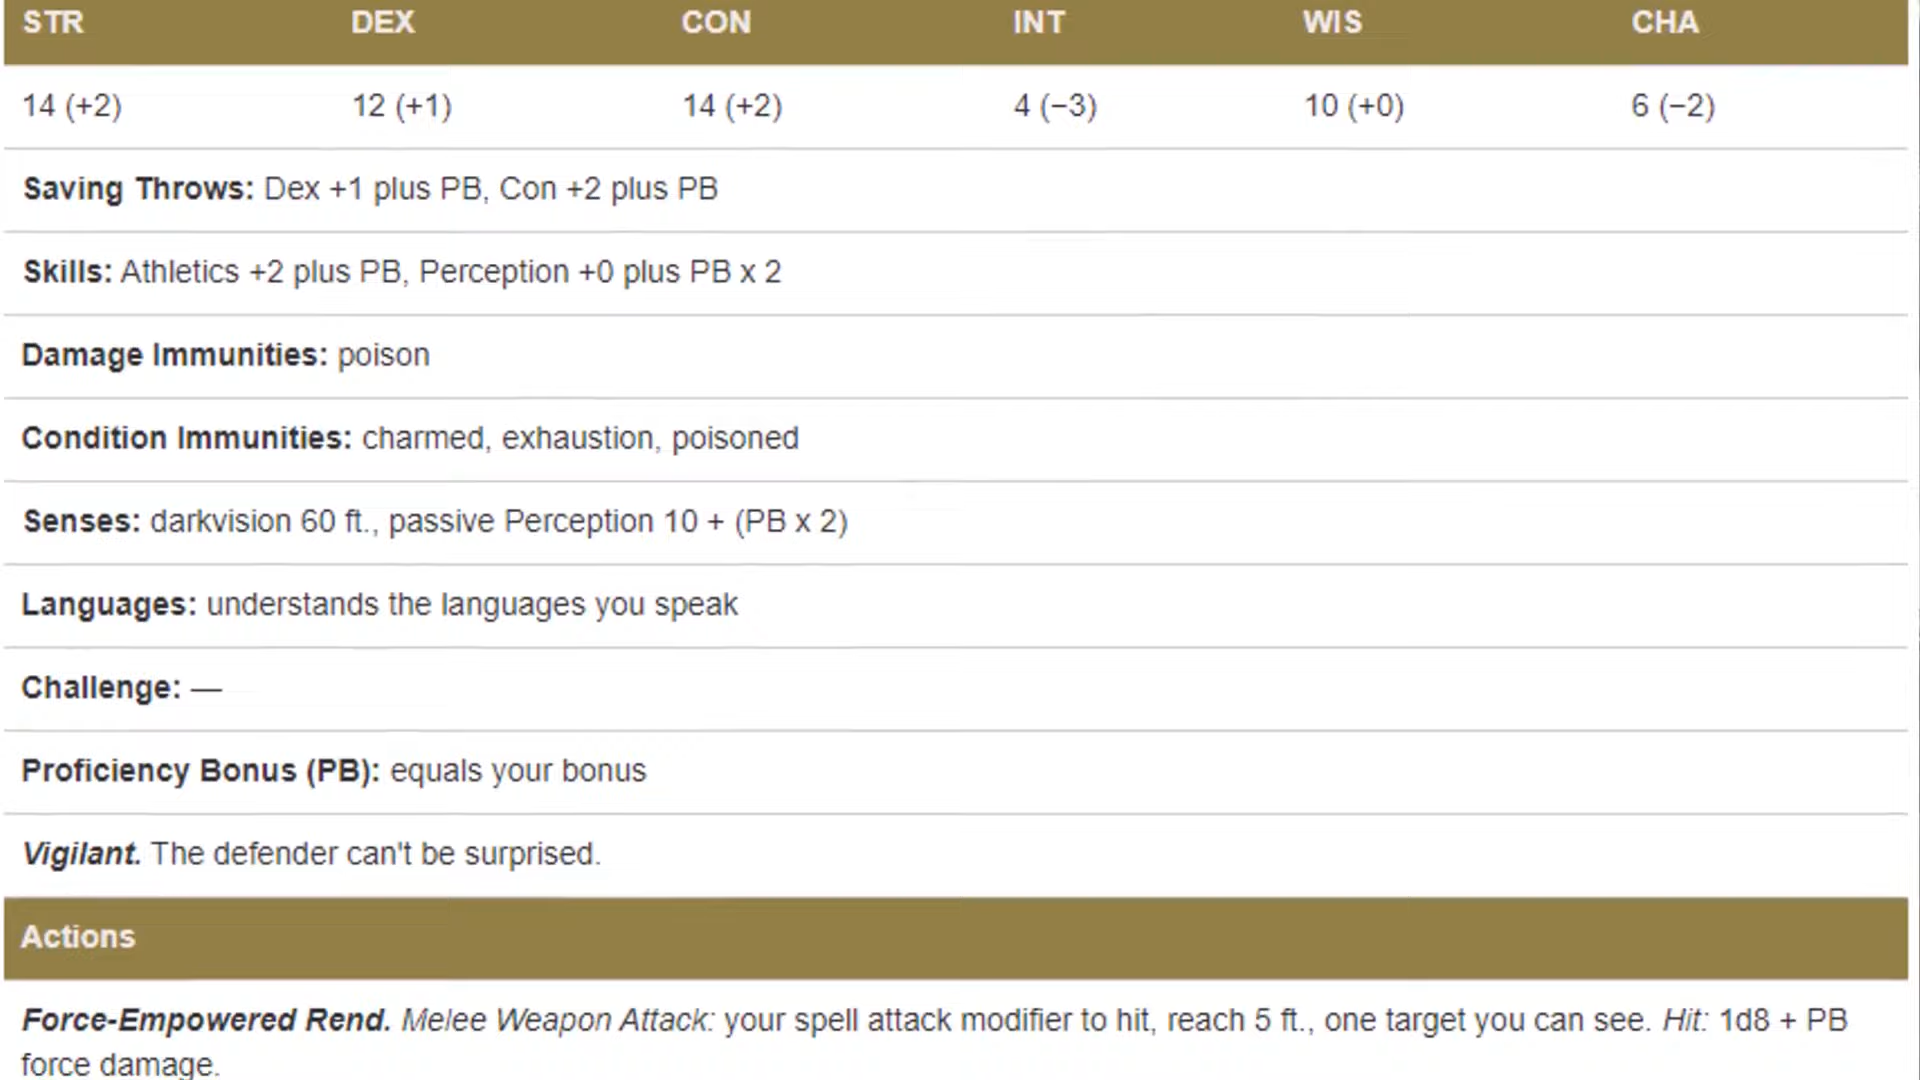 STR DEX CON INT WIS CHA
14 (+2) 12 (+1) 14 (+2) 4 (−3) 10 (+0) 6 (−2)
Saving Throws: Dex +1 plus PB, Con +2 plus PB
Skills: Athletics +2 plus PB, Perception +0 plus PB x 2
Damage Immunities: poison
Condition Immunities: charmed, exhaustion, poisoned
Senses: darkvision 60 ft., passive Perception 10 + (PB x 2)
Languages: understands the languages you speak
Challenge: —
Proficiency Bonus (PB): equals your bonus
Vigilant. The defender can't be surprised.
Actions
Force-Empowered Rend. Melee Weapon Attack: your spell attack modifier to hit, reach 5 ft., one target you can see. Hit: 1d8 + PB
force damage.